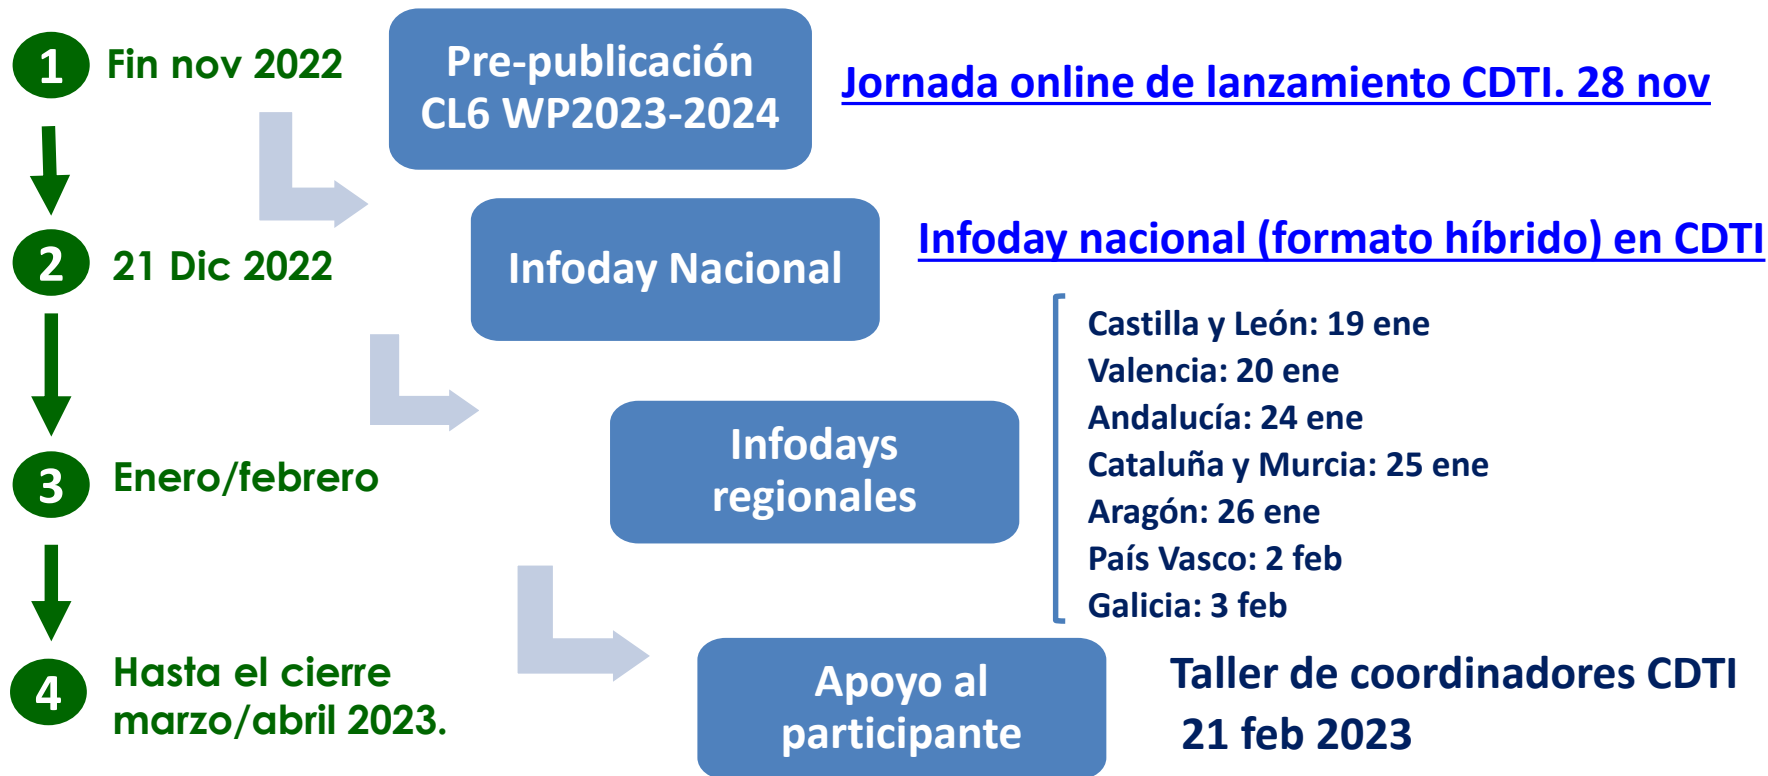 1 Fin nov 2022
Pre-publicación
CL6 WP2023-2024
Jornada online de lanzamiento CDTI. 28 nov
2 21 Dic 2022
Infoday Nacional
Infoday nacional (formato híbrido) en CDTI
3 Enero/febrero
Infodays
regionales
Castilla y León: 19 ene
Valencia: 20 ene
Andalucía: 24 ene
Cataluña y Murcia: 25 ene
Aragón: 26 ene
País Vasco: 2 feb
Galicia: 3 feb
4 Hasta el cierre
marzo/abril 2023.
Apoyo al
participante
Taller de coordinadores CDTI
21 feb 2023